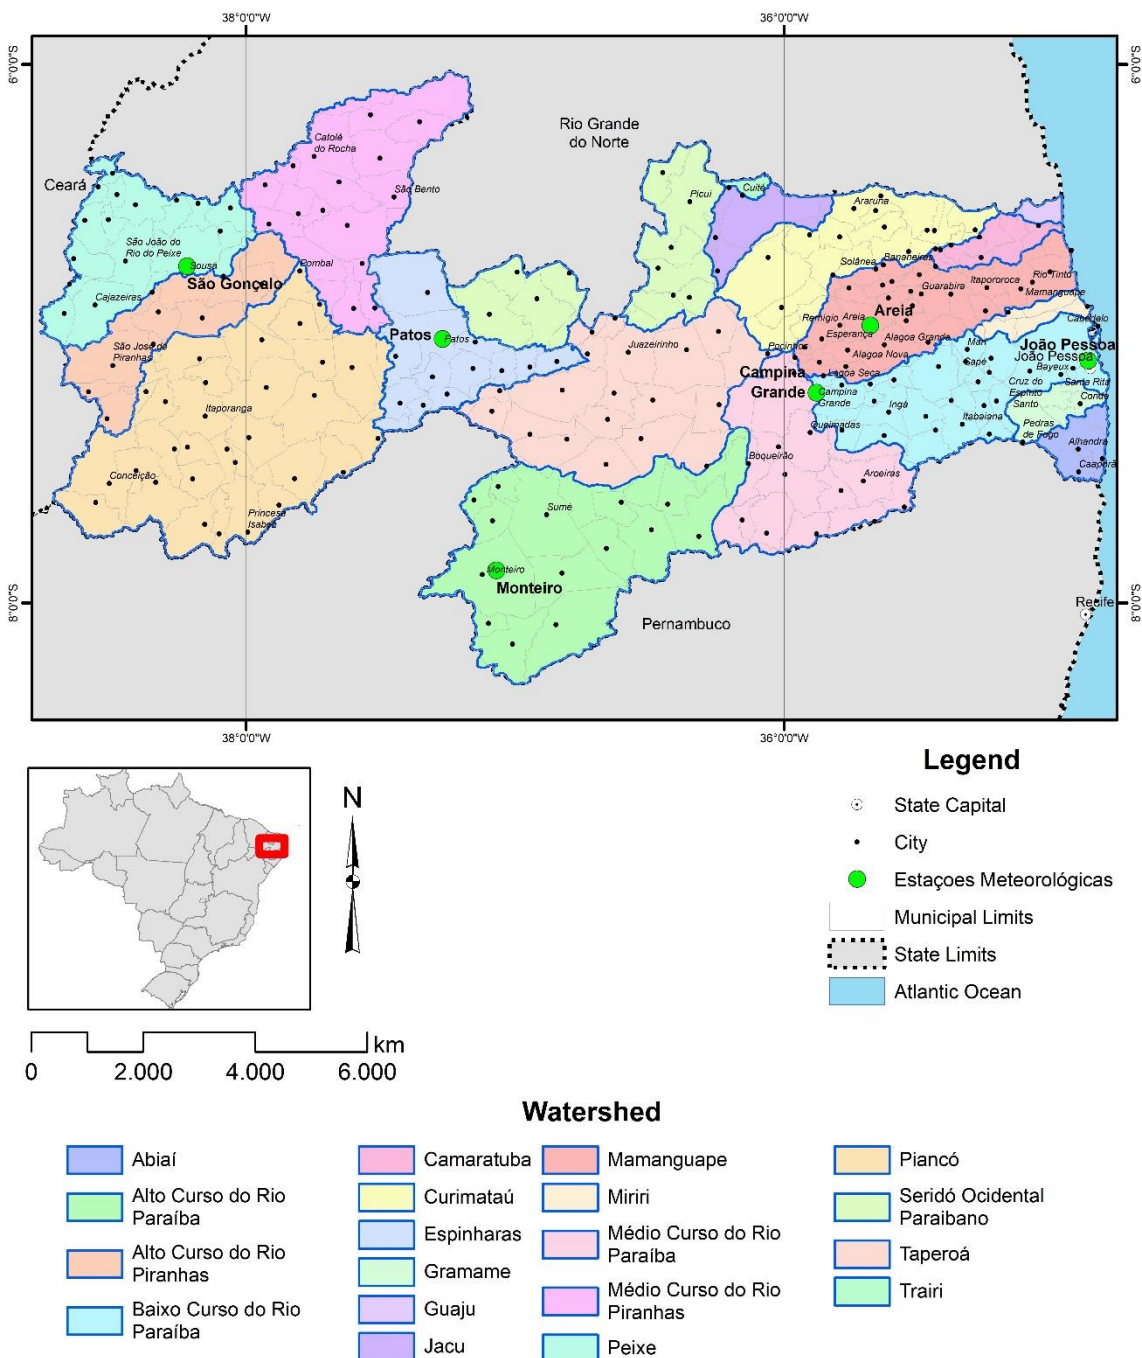 38°0'0"W
36°0'0"W
6°0'0"S
6°0'0"S
Rio Grande
do Norte
Catolé
do Rocha
Ceará
São Bento
Picui
Cuité
Araruna
São João do
Rio do Peixe
Sousa
São Gonçalo
Pombal
Solânea
Bananeiras
Itapororoca
Rio Tinto
Guarabira
Mamanguape
Cajazeiras
Patos
Patos
Remígio
Areia
Areia
Esperança
Cabedelo
São José de
Piranhas
Juazeirinho
Pocinhos
Alagoa Grande
Alagoa Nova
Mari
Sapé
João Pessoa
João Pessoa
Bayeux
Campina
Grande
Lagoa Seca
Campina
Grande
Cruz do
Espírito
Santo
Santa Rita
Conde
Itaporanga
Ingá
Itabaiana
Queimadas
Pedras
de Fogo
Alhandra
Caaporã
Conceição
Boqueirão
Aroeiras
Princesa
Isabel
Sumé
Monteiro
Monteiro
Pernambuco
Recife
8°0'0"S
8°0'0"S
38°0'0"W
36°0'0"W
Legend
State Capital
City
Estaçoes Meteorológicas
Municipal Limits
State Limits
Atlantic Ocean
N
km
0 2.000 4.000 6.000
Watershed
Abiaí
Alto Curso do Rio
Paraíba
Alto Curso do Rio
Piranhas
Baixo Curso do Rio
Paraíba
Camaratuba
Curimataú
Espinharas
Gramame
Guaju
Jacu
Mamanguape
Miriri
Médio Curso do Rio
Paraíba
Médio Curso do Rio
Piranhas
Peixe
Piancó
Seridó Ocidental
Paraibano
Taperoá
Trairi